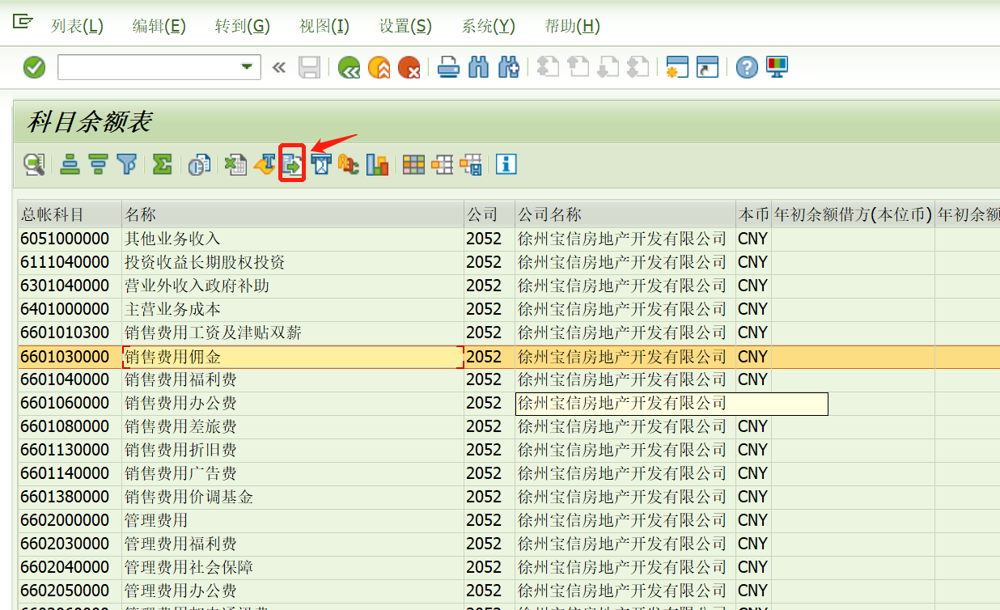 列表(L) 编辑(E) 转到(G) 视图(I) 设置(S) 系统(Y) 帮助(H)
科目余额表
总帐科目 名称 公司 公司名称 本币 年初余额借方(本位币) 年初余额
6051000000 其他业务收入 2052 徐州宝信房地产开发有限公司 CNY
6111040000 投资收益长期股权投资 2052 徐州宝信房地产开发有限公司 CNY
6301040000 营业外收入政府补助 2052 徐州宝信房地产开发有限公司 CNY
6401000000 主营业务成本 2052 徐州宝信房地产开发有限公司 CNY
6601010300 销售费用工资及津贴双薪 2052 徐州宝信房地产开发有限公司 CNY
6601030000 销售费用佣金 2052 徐州宝信房地产开发有限公司 CNY
6601040000 销售费用福利费 2052 徐州宝信房地产开发有限公司 CNY
6601060000 销售费用办公费 2052 徐州宝信房地产开发有限公司
6601080000 销售费用差旅费 2052 徐州宝信房地产开发有限公司 CNY
6601130000 销售费用折旧费 2052 徐州宝信房地产开发有限公司 CNY
6601140000 销售费用广告费 2052 徐州宝信房地产开发有限公司 CNY
6601380000 销售费用价调基金 2052 徐州宝信房地产开发有限公司 CNY
6602000000 管理费用 2052 徐州宝信房地产开发有限公司 CNY
6602030000 管理费用福利费 2052 徐州宝信房地产开发有限公司 CNY
6602040000 管理费用社会保障 2052 徐州宝信房地产开发有限公司 CNY
6602050000 管理费用办公费 2052 徐州宝信房地产开发有限公司 CNY